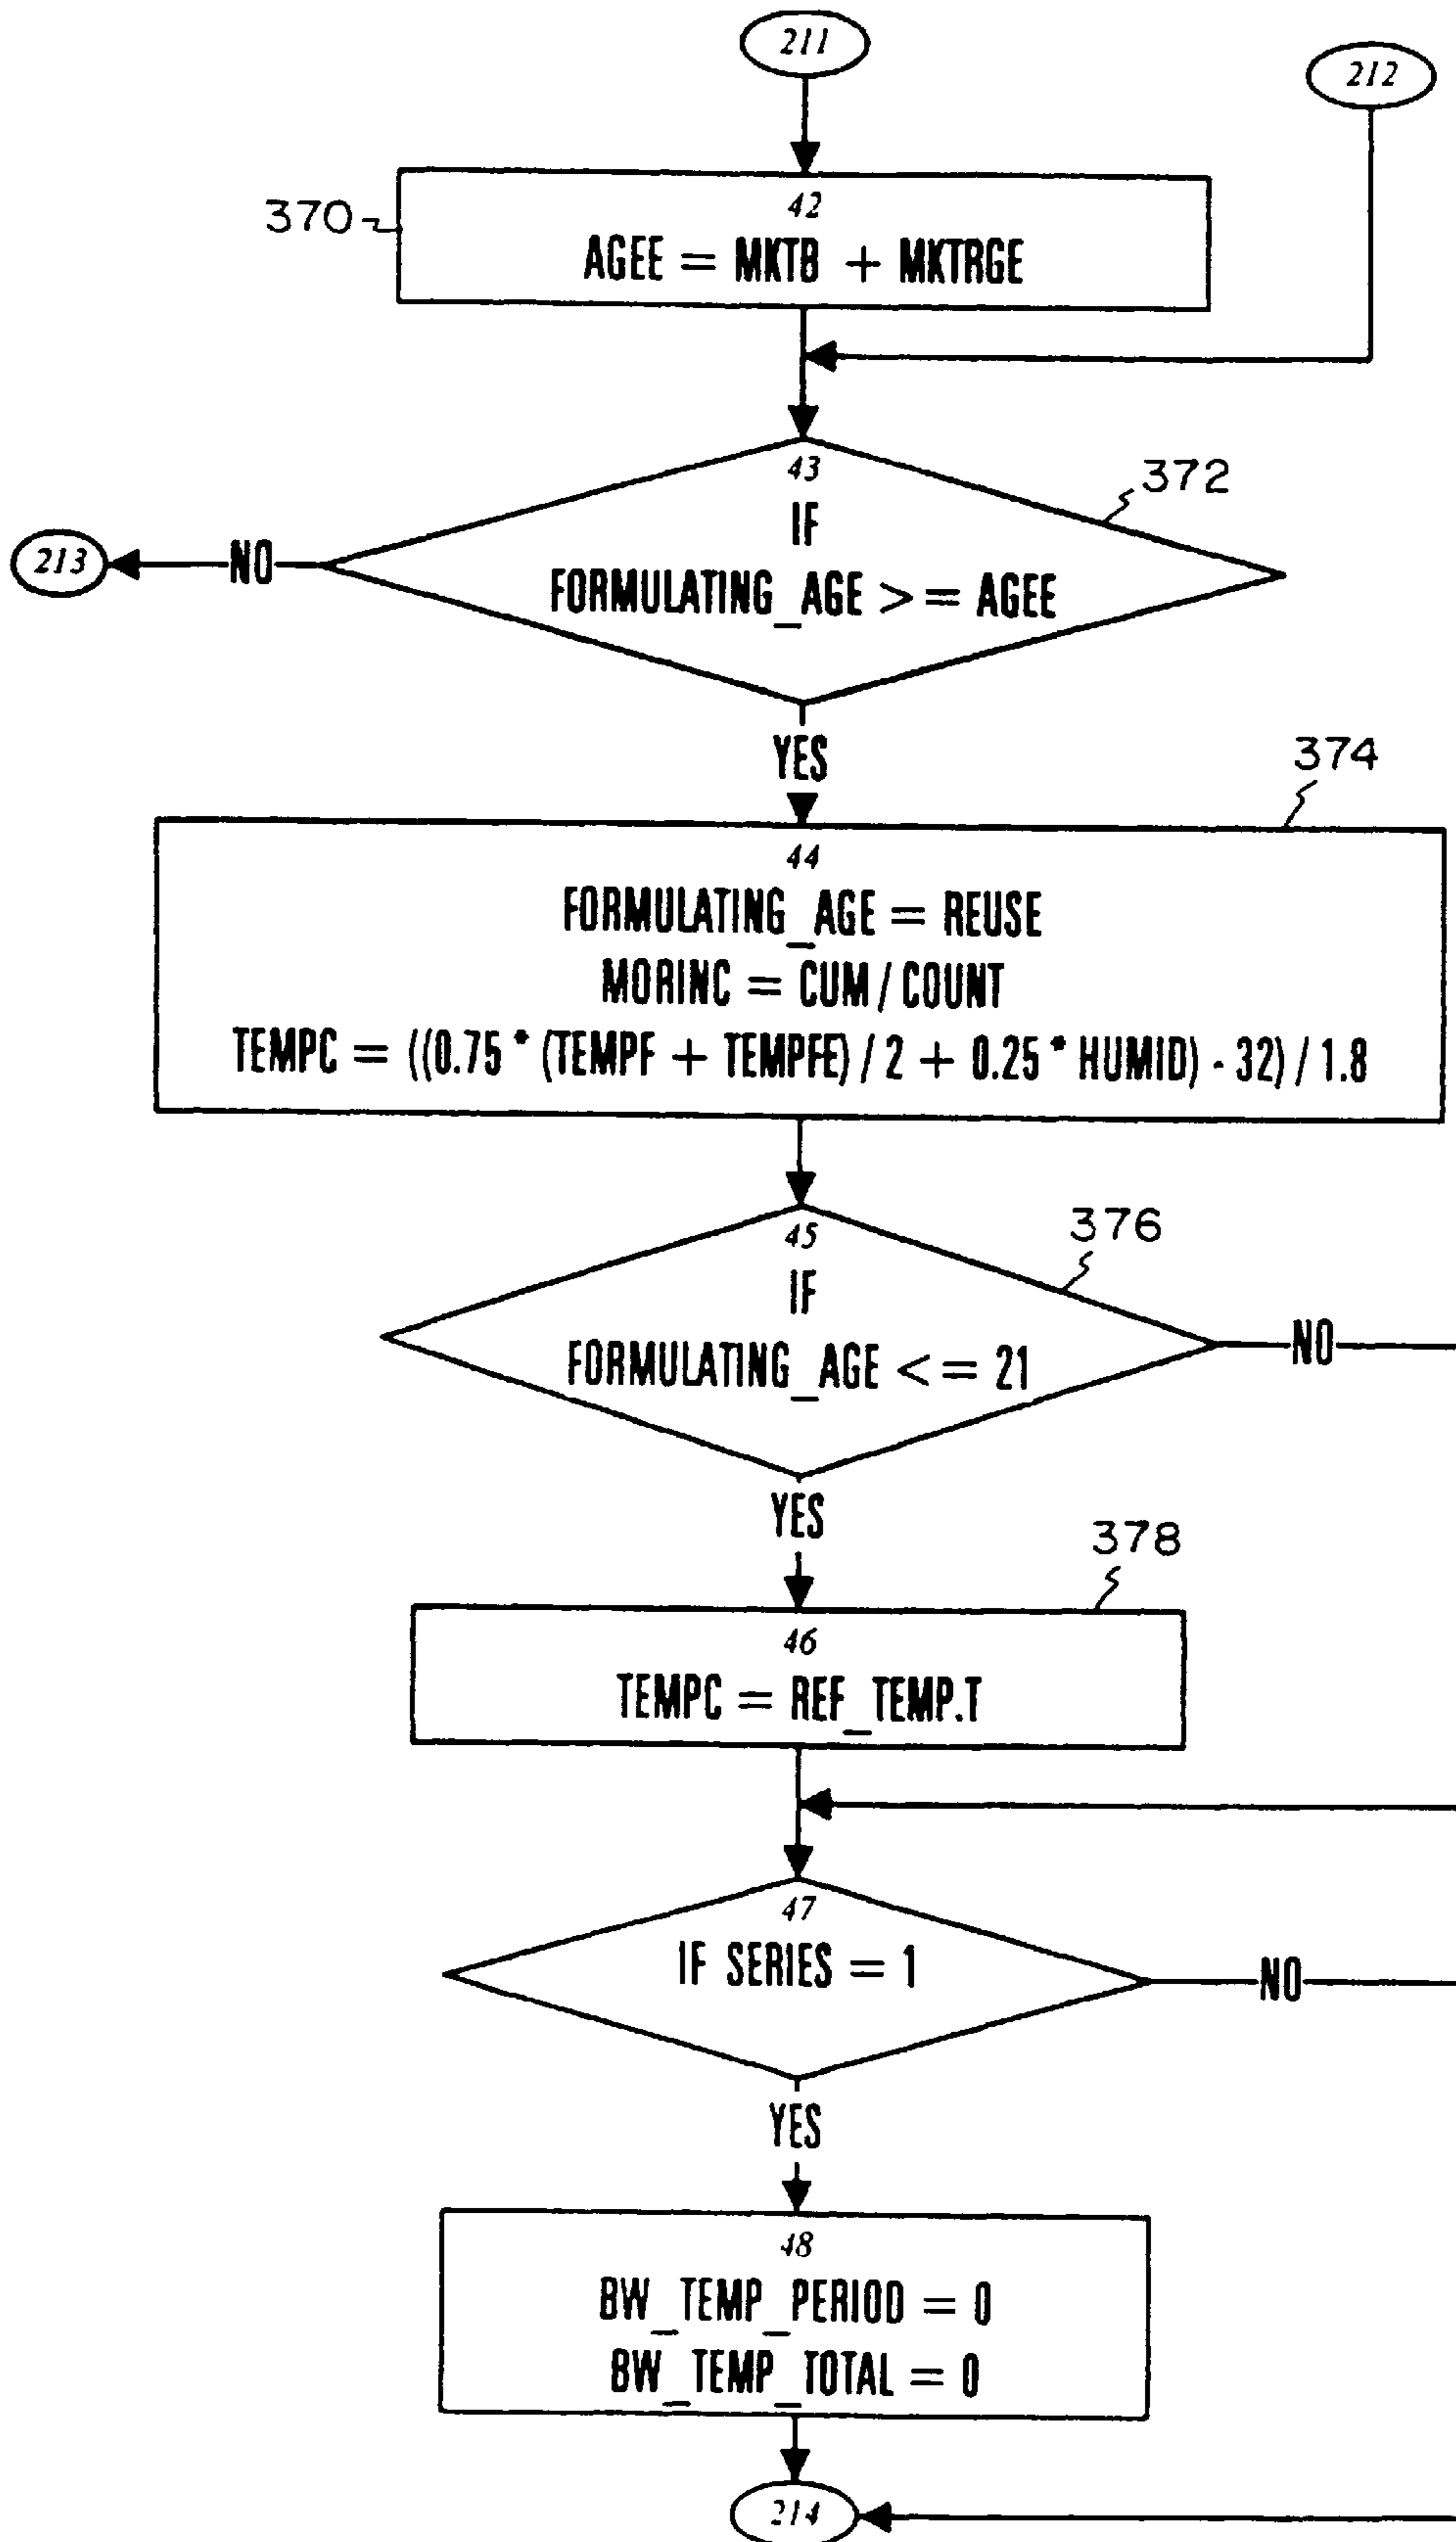 211
212
370
42
AGEE = MKTB + MKTRGE
43
372
IF
213
NO
FORMULATING_AGE > = AGEE
YES
374
44
FORMULATING_AGE = REUSE
MORINC = CUM / COUNT
TEMPC = ((0.75 * (TEMPF + TEMPFE) / 2 + 0.25 * HUMID) - 32) / 1.8
45
376
IF
NO
FORMULATING_AGE < = 21
YES
378
46
TEMPC = REF_TEMP.T
47
IF SERIES = 1
NO
YES
48
BW_TEMP_PERIOD = 0
BW_TEMP_TOTAL = 0
214